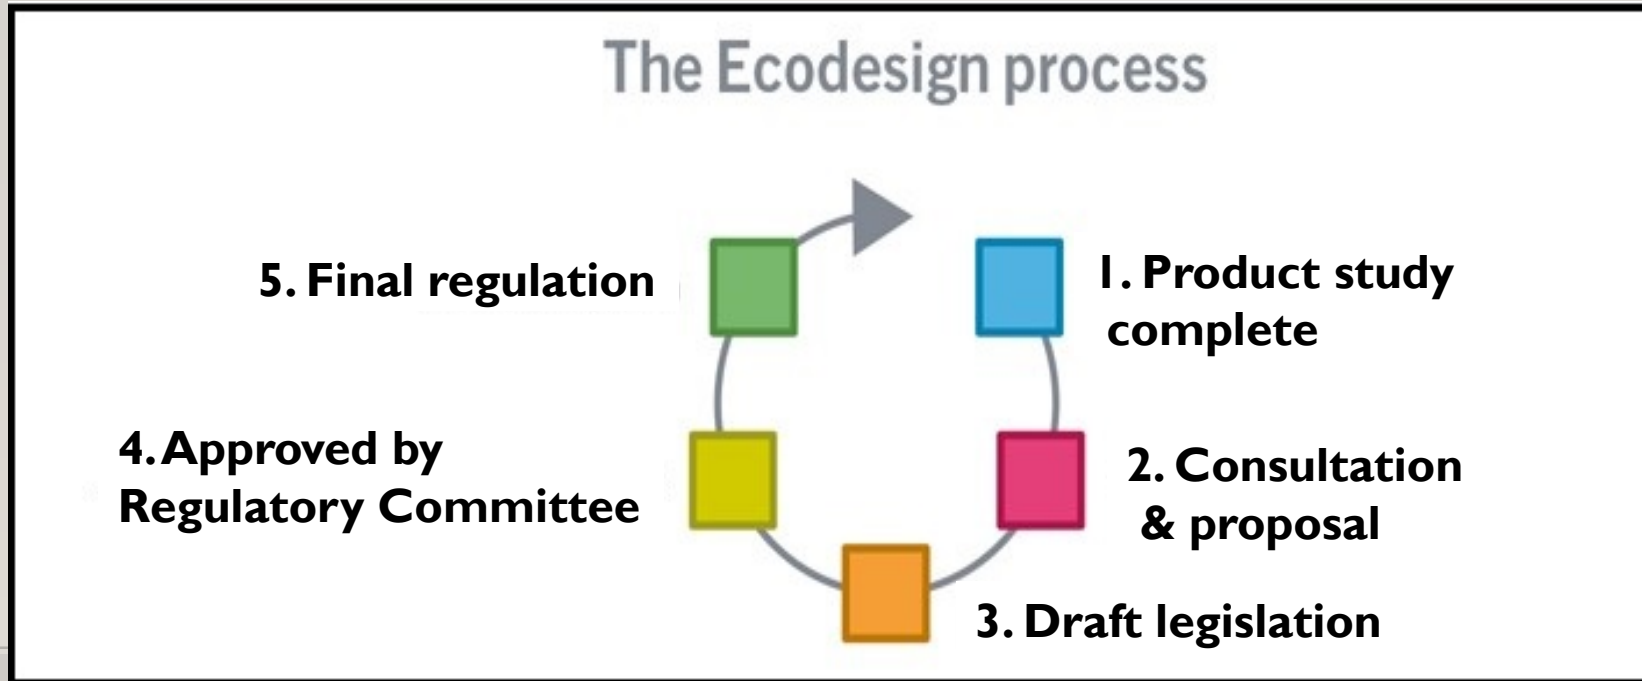 The Ecodesign process
1. Product study
complete
2. Consultation
& proposal
3. Draft legislation
4. Approved by
Regulatory Committee
5. Final regulation